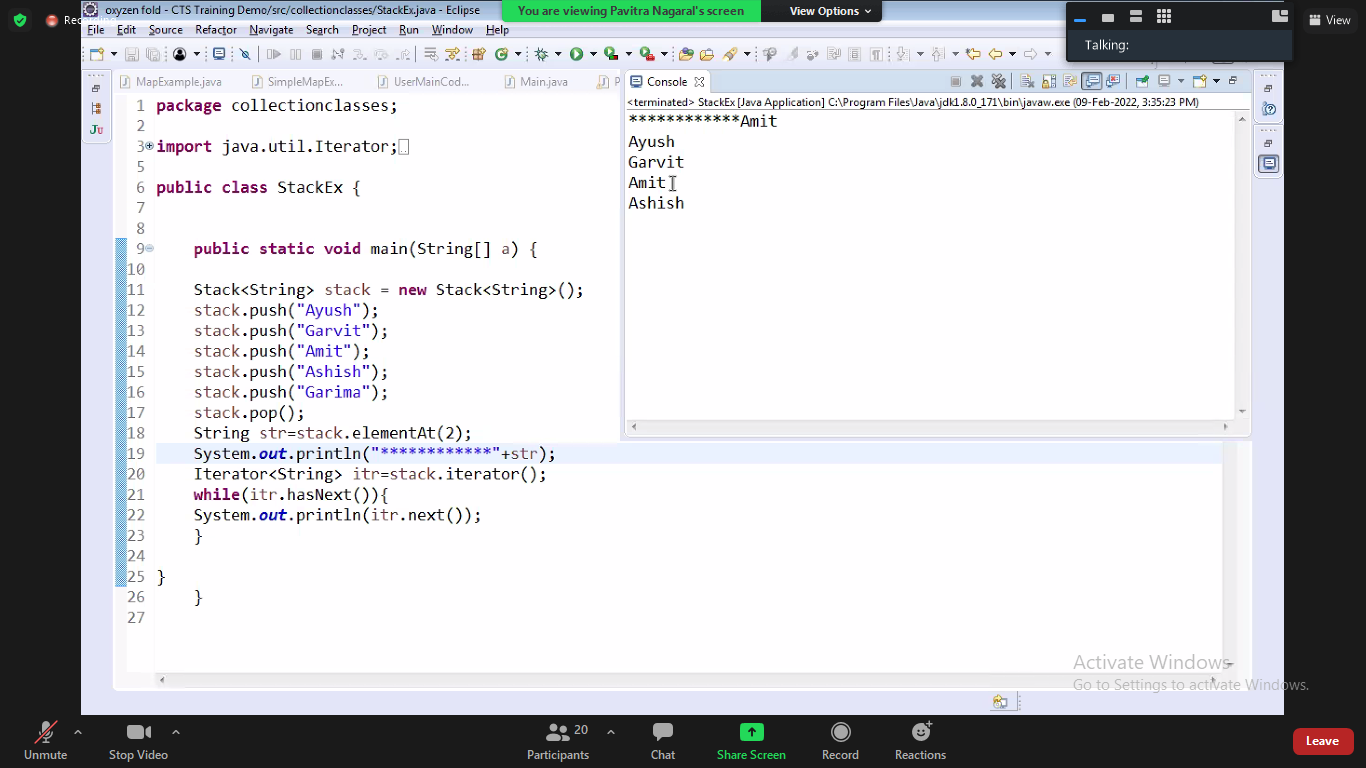 Recording
oxyzen fold - CTS Training Demo/src/collectionclasses/StackEx.java - Eclipse
You are viewing Pavitra Nagaral's screen
View Options
Talking:
View
File Edit Source Refactor Navigate Search Project Run Window Help
MapExample.java SimpleMapEx... UserMainCod... Main.java P
Console
<terminated> StackEx [Java Application] C:\Program Files\Java\jdk1.8.0_171\bin\javaw.exe (09-Feb-2022, 3:35:23 PM)
************Amit
Ayush
Garvit
Amit
Ashish
JU
1 package collectionclasses;
2
3 import java.util.Iterator;
5
6 public class StackEx {
7
8
9 public static void main(String[] a) {
10
11 Stack<String> stack = new Stack<String>();
12 stack.push("Ayush");
13 stack.push("Garvit");
14 stack.push("Amit");
15 stack.push("Ashish");
16 stack.push("Garima");
17 stack.pop();
18 String str=stack.elementAt(2);
19 System.out.println("************"+str);
20 Iterator<String> itr=stack.iterator();
21 while(itr.hasNext()){
22 System.out.println(itr.next());
23 }
24
25 }
26 }
27
Activate Windows
Go to Settings to activate Windows.
Unmute
Stop Video
Participants 20
Chat
Share Screen
Record
Reactions
Leave